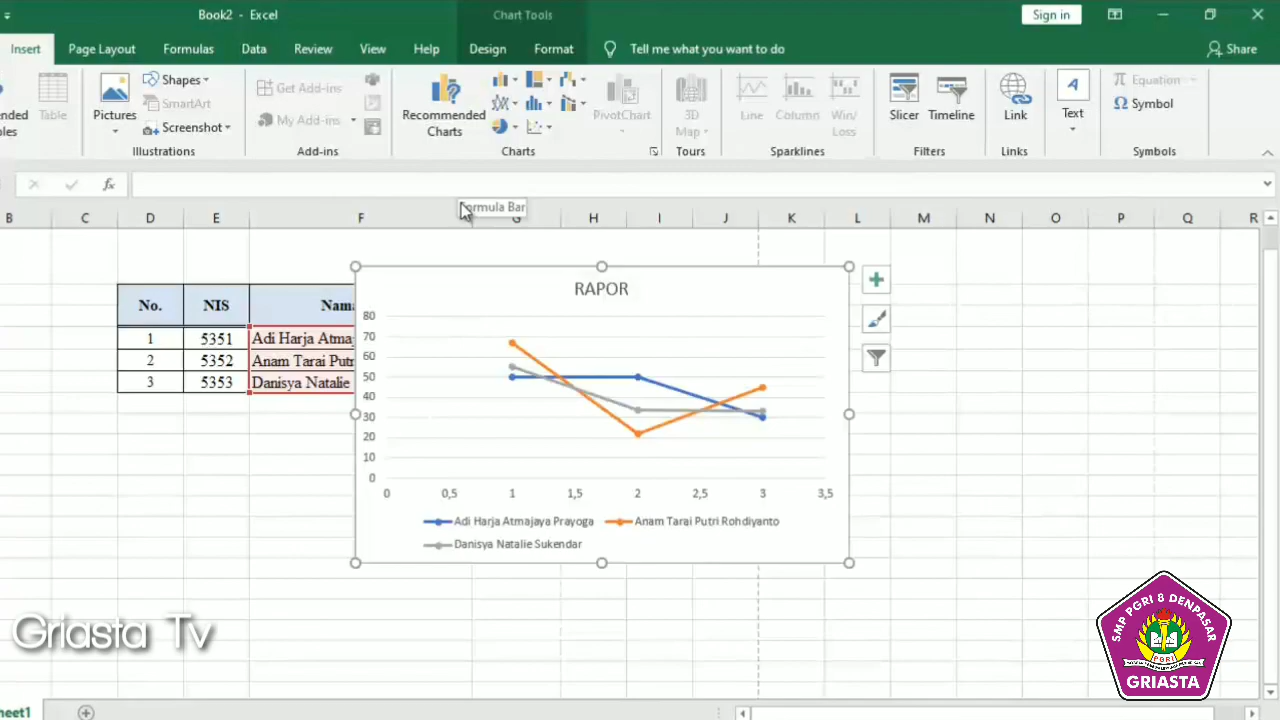 Book2 - Excel
Chart Tools
Sign in
Insert Page Layout Formulas Data Review View Help Design Format Tell me what you want to do Share
Table
Pictures
Shapes
SmartArt
Screenshot
Illustrations
Get Add-ins
My Add-ins
Add-ins
Recommended
Charts
PivotChart
Charts
3D
Map
Tours
Line
Column
Win/
Loss
Sparklines
Slicer
Timeline
Filters
Link
Links
Text
Equation
Symbol
Symbols
fx
Formula Bar
B C D E F G H I J K L M N O P Q R
No. NIS
1 5351 Adi Harja
2 5352 Anam Tarai
3 5353 Danisya Natalie
RAPOR
80
70
60
50
40
30
20
10
0
0 0,5 1 1,5 2 2,5 3 3,5
Adi Harja Atmajaya Prayoga Anam Tarai Putri Rohdiyanto
Danisya Natalie Sukendar
Griasta Tv
SMP PGRI 8 DENPASAR
PGRI
GRIASTA